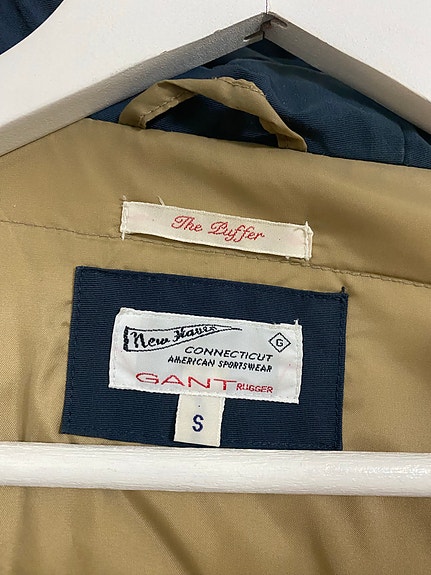 The Puffer
New Haven
G
CONNECTICUT
AMERICAN SPORTSWEAR
GANT RUGGER
S